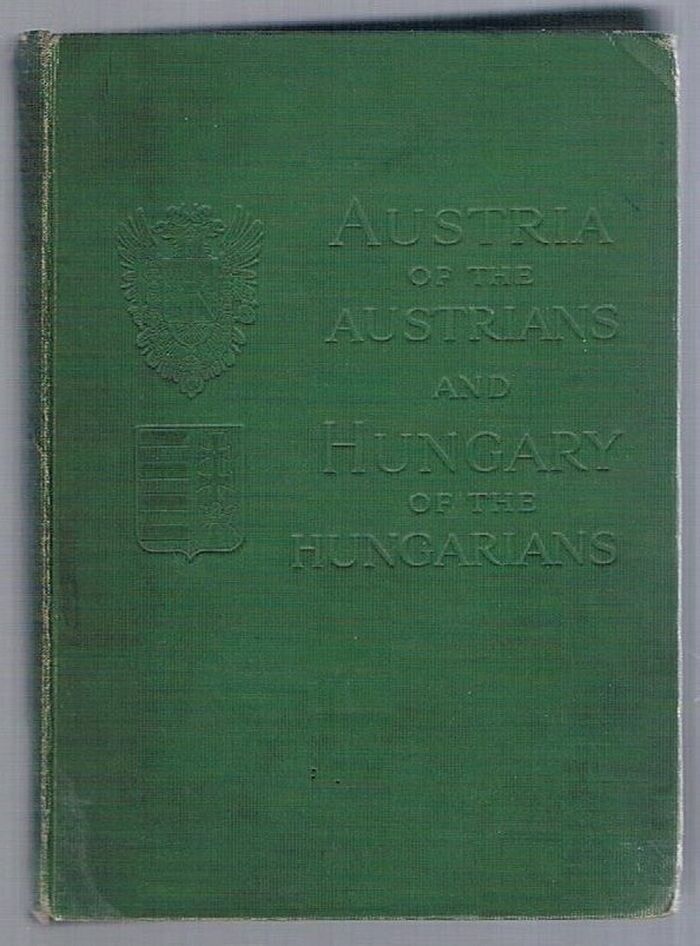 AUSTRIA
OF THE
AUSTRIANS
AND
HUNGARY
OF THE
HUNGARIANS